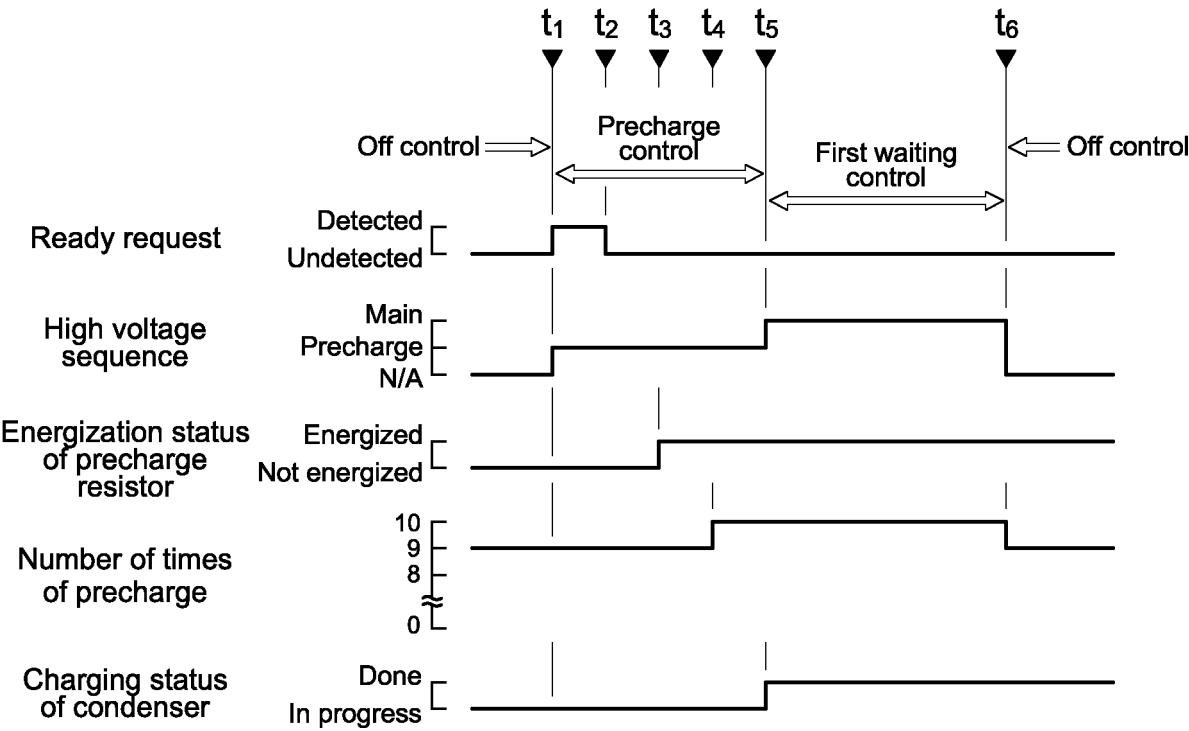 t1 t2 t3 t4 t5 t6
Off control
Precharge
control
First waiting
control
Off control
Ready request
Detected
Undetected
High voltage
sequence
Main
Precharge
N/A
Energization status
of precharge
resistor
Energized
Not energized
Number of times
of precharge
10
9
8
0
Charging status
of condenser
Done
In progress